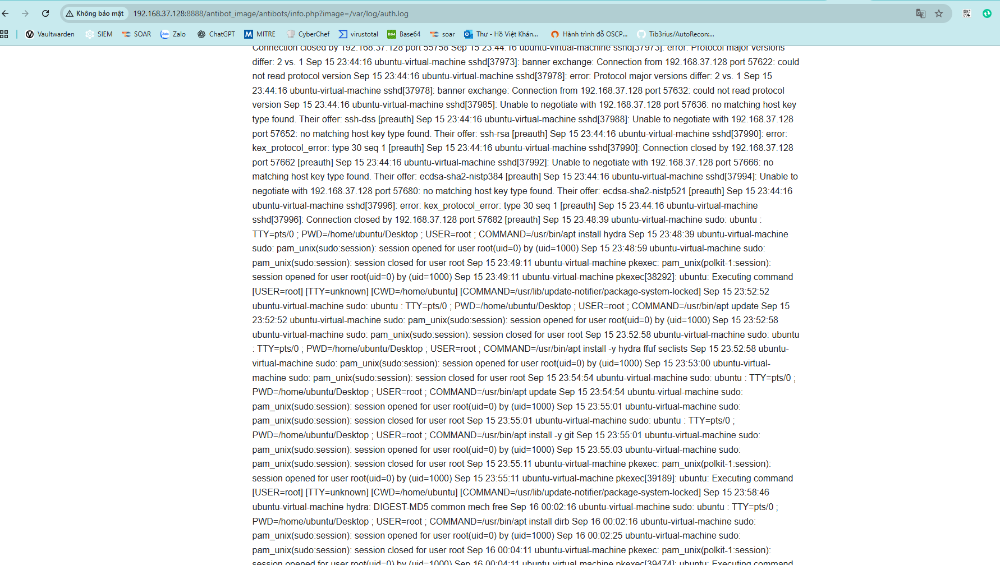 Không bảo mật 192.168.37.128:8888/antibot_image/antibots/info.php?image=/var/log/auth.log
Vaultwarden SIEM SOAR Zalo ChatGPT MITRE CyberChef virustotal Base64 soar Thư - Hồ Việt Khán... Hành trình đỗ OSCP... Tib3rius/AutoRecon:...
Connection closed by 192.168.37.128 port 55758 Sep 15 23:44:16 ubuntu-virtual-machine sshd[37973]: error: Protocol major versions
differ: 2 vs. 1 Sep 15 23:44:16 ubuntu-virtual-machine sshd[37973]: banner exchange: Connection from 192.168.37.128 port 57622: could
not read protocol version Sep 15 23:44:16 ubuntu-virtual-machine sshd[37978]: error: Protocol major versions differ: 2 vs. 1 Sep 15
23:44:16 ubuntu-virtual-machine sshd[37978]: banner exchange: Connection from 192.168.37.128 port 57632: could not read protocol
version Sep 15 23:44:16 ubuntu-virtual-machine sshd[37985]: Unable to negotiate with 192.168.37.128 port 57636: no matching host key
type found. Their offer: ssh-dss [preauth] Sep 15 23:44:16 ubuntu-virtual-machine sshd[37988]: Unable to negotiate with 192.168.37.128
port 57652: no matching host key type found. Their offer: ssh-rsa [preauth] Sep 15 23:44:16 ubuntu-virtual-machine sshd[37990]: error:
kex_protocol_error: type 30 seq 1 [preauth] Sep 15 23:44:16 ubuntu-virtual-machine sshd[37990]: Connection closed by 192.168.37.128
port 57662 [preauth] Sep 15 23:44:16 ubuntu-virtual-machine sshd[37992]: Unable to negotiate with 192.168.37.128 port 57666: no
matching host key type found. Their offer: ecdsa-sha2-nistp384 [preauth] Sep 15 23:44:16 ubuntu-virtual-machine sshd[37994]: Unable to
negotiate with 192.168.37.128 port 57680: no matching host key type found. Their offer: ecdsa-sha2-nistp521 [preauth] Sep 15 23:44:16
ubuntu-virtual-machine sshd[37996]: error: kex_protocol_error: type 30 seq 1 [preauth] Sep 15 23:44:16 ubuntu-virtual-machine
sshd[37996]: Connection closed by 192.168.37.128 port 57682 [preauth] Sep 15 23:48:39 ubuntu-virtual-machine sudo: ubuntu :
TTY=pts/0 ; PWD=/home/ubuntu/Desktop ; USER=root ; COMMAND=/usr/bin/apt install hydra Sep 15 23:48:39 ubuntu-virtual-machine
sudo: pam_unix(sudo:session): session opened for user root(uid=0) by (uid=1000) Sep 15 23:48:59 ubuntu-virtual-machine sudo:
pam_unix(sudo:session): session closed for user root Sep 15 23:49:11 ubuntu-virtual-machine pkexec: pam_unix(polkit-1:session):
session opened for user root(uid=0) by (uid=1000) Sep 15 23:49:11 ubuntu-virtual-machine pkexec[38292]: ubuntu: Executing command
[USER=root] [TTY=unknown] [CWD=/home/ubuntu] [COMMAND=/usr/lib/update-notifier/package-system-locked] Sep 15 23:52:52
ubuntu-virtual-machine sudo: ubuntu : TTY=pts/0 ; PWD=/home/ubuntu/Desktop ; USER=root ; COMMAND=/usr/bin/apt update Sep 15
23:52:52 ubuntu-virtual-machine sudo: pam_unix(sudo:session): session opened for user root(uid=0) by (uid=1000) Sep 15 23:52:58
ubuntu-virtual-machine sudo: pam_unix(sudo:session): session closed for user root Sep 15 23:52:58 ubuntu-virtual-machine sudo: ubuntu
: TTY=pts/0 ; PWD=/home/ubuntu/Desktop ; USER=root ; COMMAND=/usr/bin/apt install -y hydra ffuf seclists Sep 15 23:52:58 ubuntu-
virtual-machine sudo: pam_unix(sudo:session): session opened for user root(uid=0) by (uid=1000) Sep 15 23:53:00 ubuntu-virtual-
machine sudo: pam_unix(sudo:session): session closed for user root Sep 15 23:54:54 ubuntu-virtual-machine sudo: ubuntu : TTY=pts/0 ;
PWD=/home/ubuntu/Desktop ; USER=root ; COMMAND=/usr/bin/apt update Sep 15 23:54:54 ubuntu-virtual-machine sudo:
pam_unix(sudo:session): session opened for user root(uid=0) by (uid=1000) Sep 15 23:55:01 ubuntu-virtual-machine sudo:
pam_unix(sudo:session): session closed for user root Sep 15 23:55:01 ubuntu-virtual-machine sudo: ubuntu : TTY=pts/0 ;
PWD=/home/ubuntu/Desktop ; USER=root ; COMMAND=/usr/bin/apt install -y git Sep 15 23:55:01 ubuntu-virtual-machine sudo:
pam_unix(sudo:session): session opened for user root(uid=0) by (uid=1000) Sep 15 23:55:03 ubuntu-virtual-machine sudo:
pam_unix(sudo:session): session closed for user root Sep 15 23:55:11 ubuntu-virtual-machine pkexec: pam_unix(polkit-1:session):
session opened for user root(uid=0) by (uid=1000) Sep 15 23:55:11 ubuntu-virtual-machine pkexec[39189]: ubuntu: Executing command
[USER=root] [TTY=unknown] [CWD=/home/ubuntu] [COMMAND=/usr/lib/update-notifier/package-system-locked] Sep 15 23:58:46
ubuntu-virtual-machine hydra: DIGEST-MD5 common mech free Sep 16 00:02:16 ubuntu-virtual-machine sudo: ubuntu : TTY=pts/0 ;
PWD=/home/ubuntu/Desktop ; USER=root ; COMMAND=/usr/bin/apt install dirb Sep 16 00:02:16 ubuntu-virtual-machine sudo:
pam_unix(sudo:session): session opened for user root(uid=0) by (uid=1000) Sep 16 00:02:25 ubuntu-virtual-machine sudo:
pam_unix(sudo:session): session closed for user root Sep 16 00:04:11 ubuntu-virtual-machine pkexec: pam_unix(polkit-1:session):
session opened for user root(uid=0) by (uid=1000) Sep 16 00:04:11 ubuntu-virtual-machine pkexec[39474]: ubuntu: Executing command